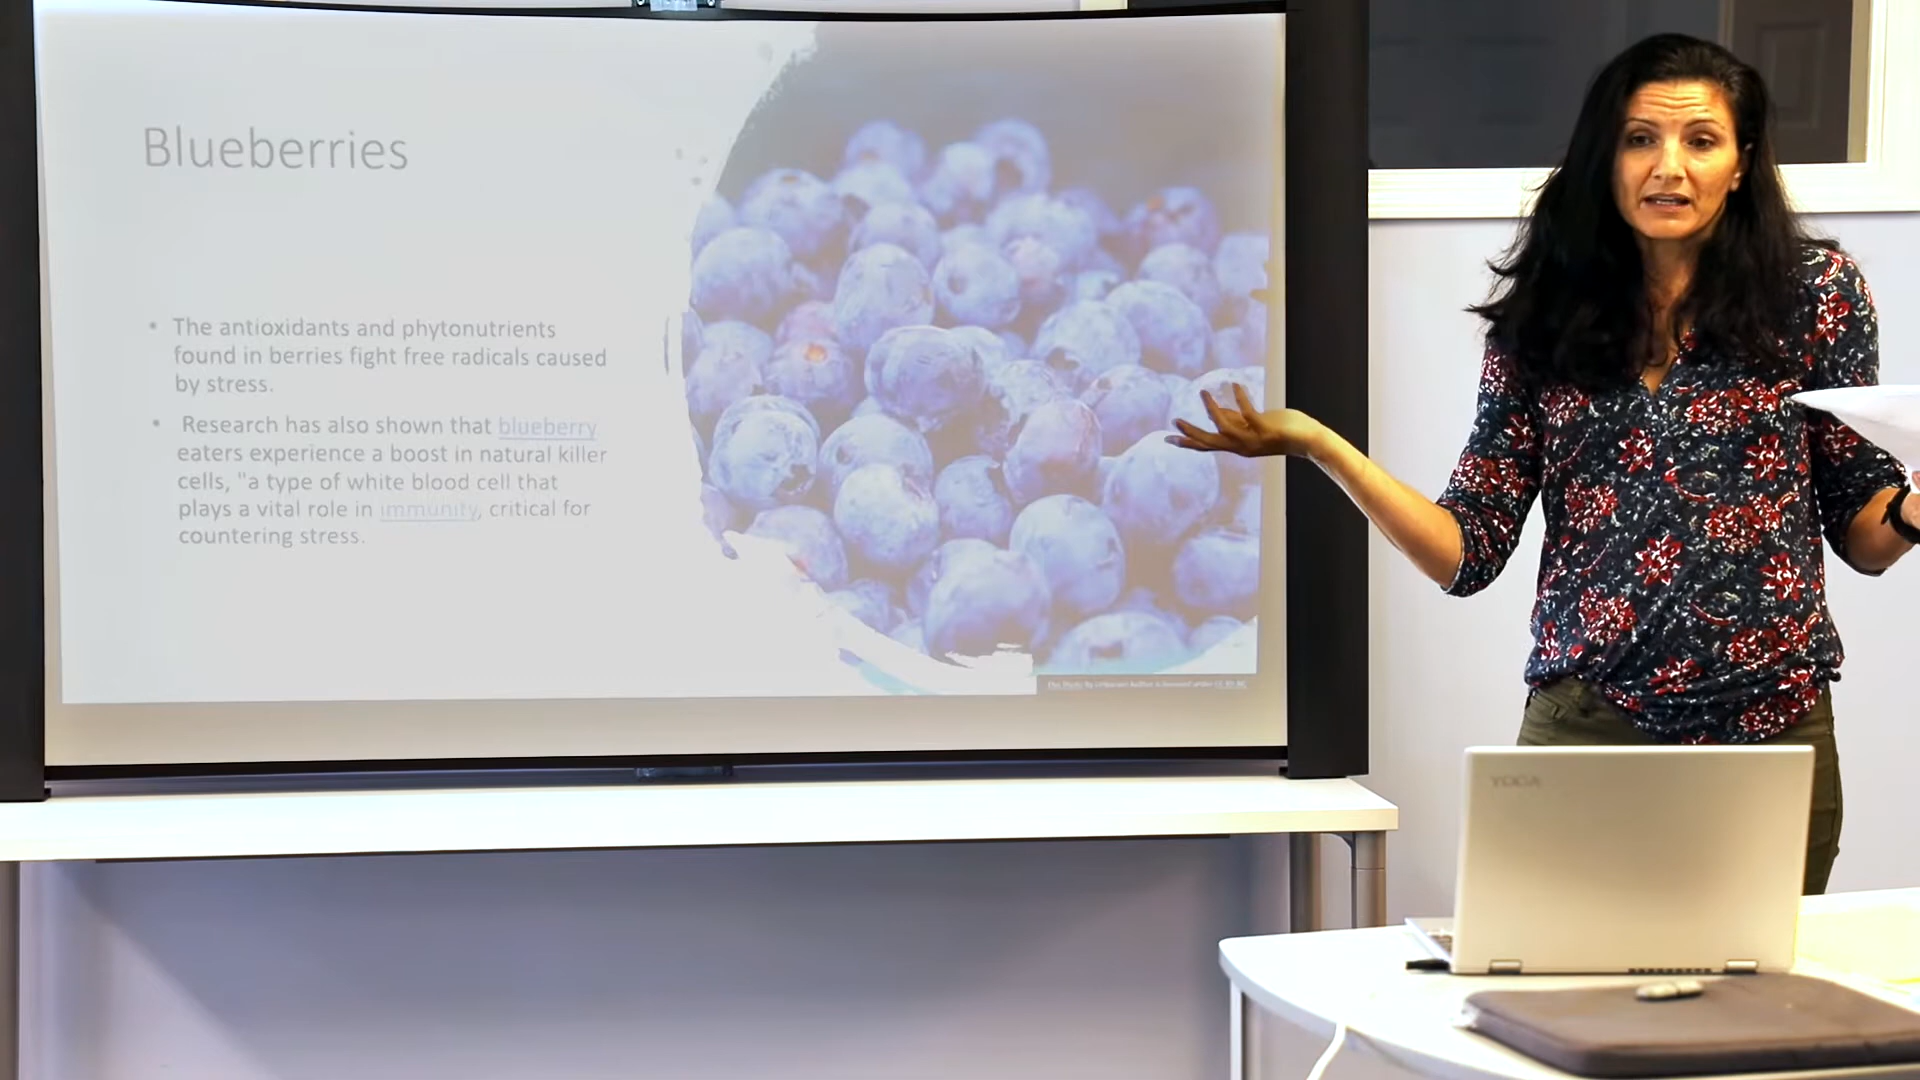 Blueberries
• The antioxidants and phytonutrients
found in berries fight free radicals caused
by stress.
• Research has also shown that blueberry
eaters experience a boost in natural killer
cells, "a type of white blood cell that
plays a vital role in immunity, critical for
countering stress.
YOGA